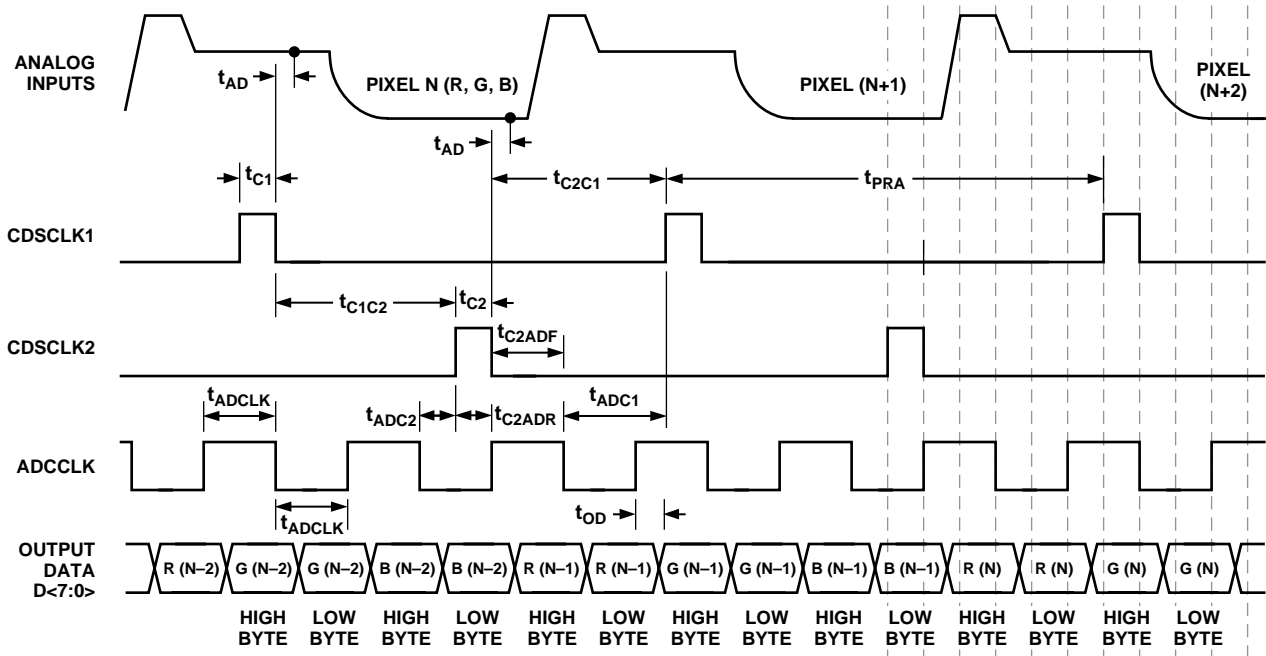 ANALOG
INPUTS
tAD
PIXEL N (R, G, B)
PIXEL (N+1)
PIXEL
(N+2)
tAD
tC1
tC2C1
tPRA
CDSCLK1
tC1C2
tC2
tC2ADF
CDSCLK2
tADCLK
tADC2
tC2ADR
tADC1
ADCCLK
tADCLK
tOD
OUTPUT
DATA
D<7:0>
R (N–2) G (N–2) G (N–2) B (N–2) B (N–2) R (N–1) R (N–1) G (N–1) G (N–1) B (N–1) B (N–1) R (N) R (N) G (N) G (N)
HIGH LOW HIGH LOW HIGH LOW HIGH LOW HIGH LOW HIGH LOW HIGH LOW
BYTE BYTE BYTE BYTE BYTE BYTE BYTE BYTE BYTE BYTE BYTE BYTE BYTE BYTE